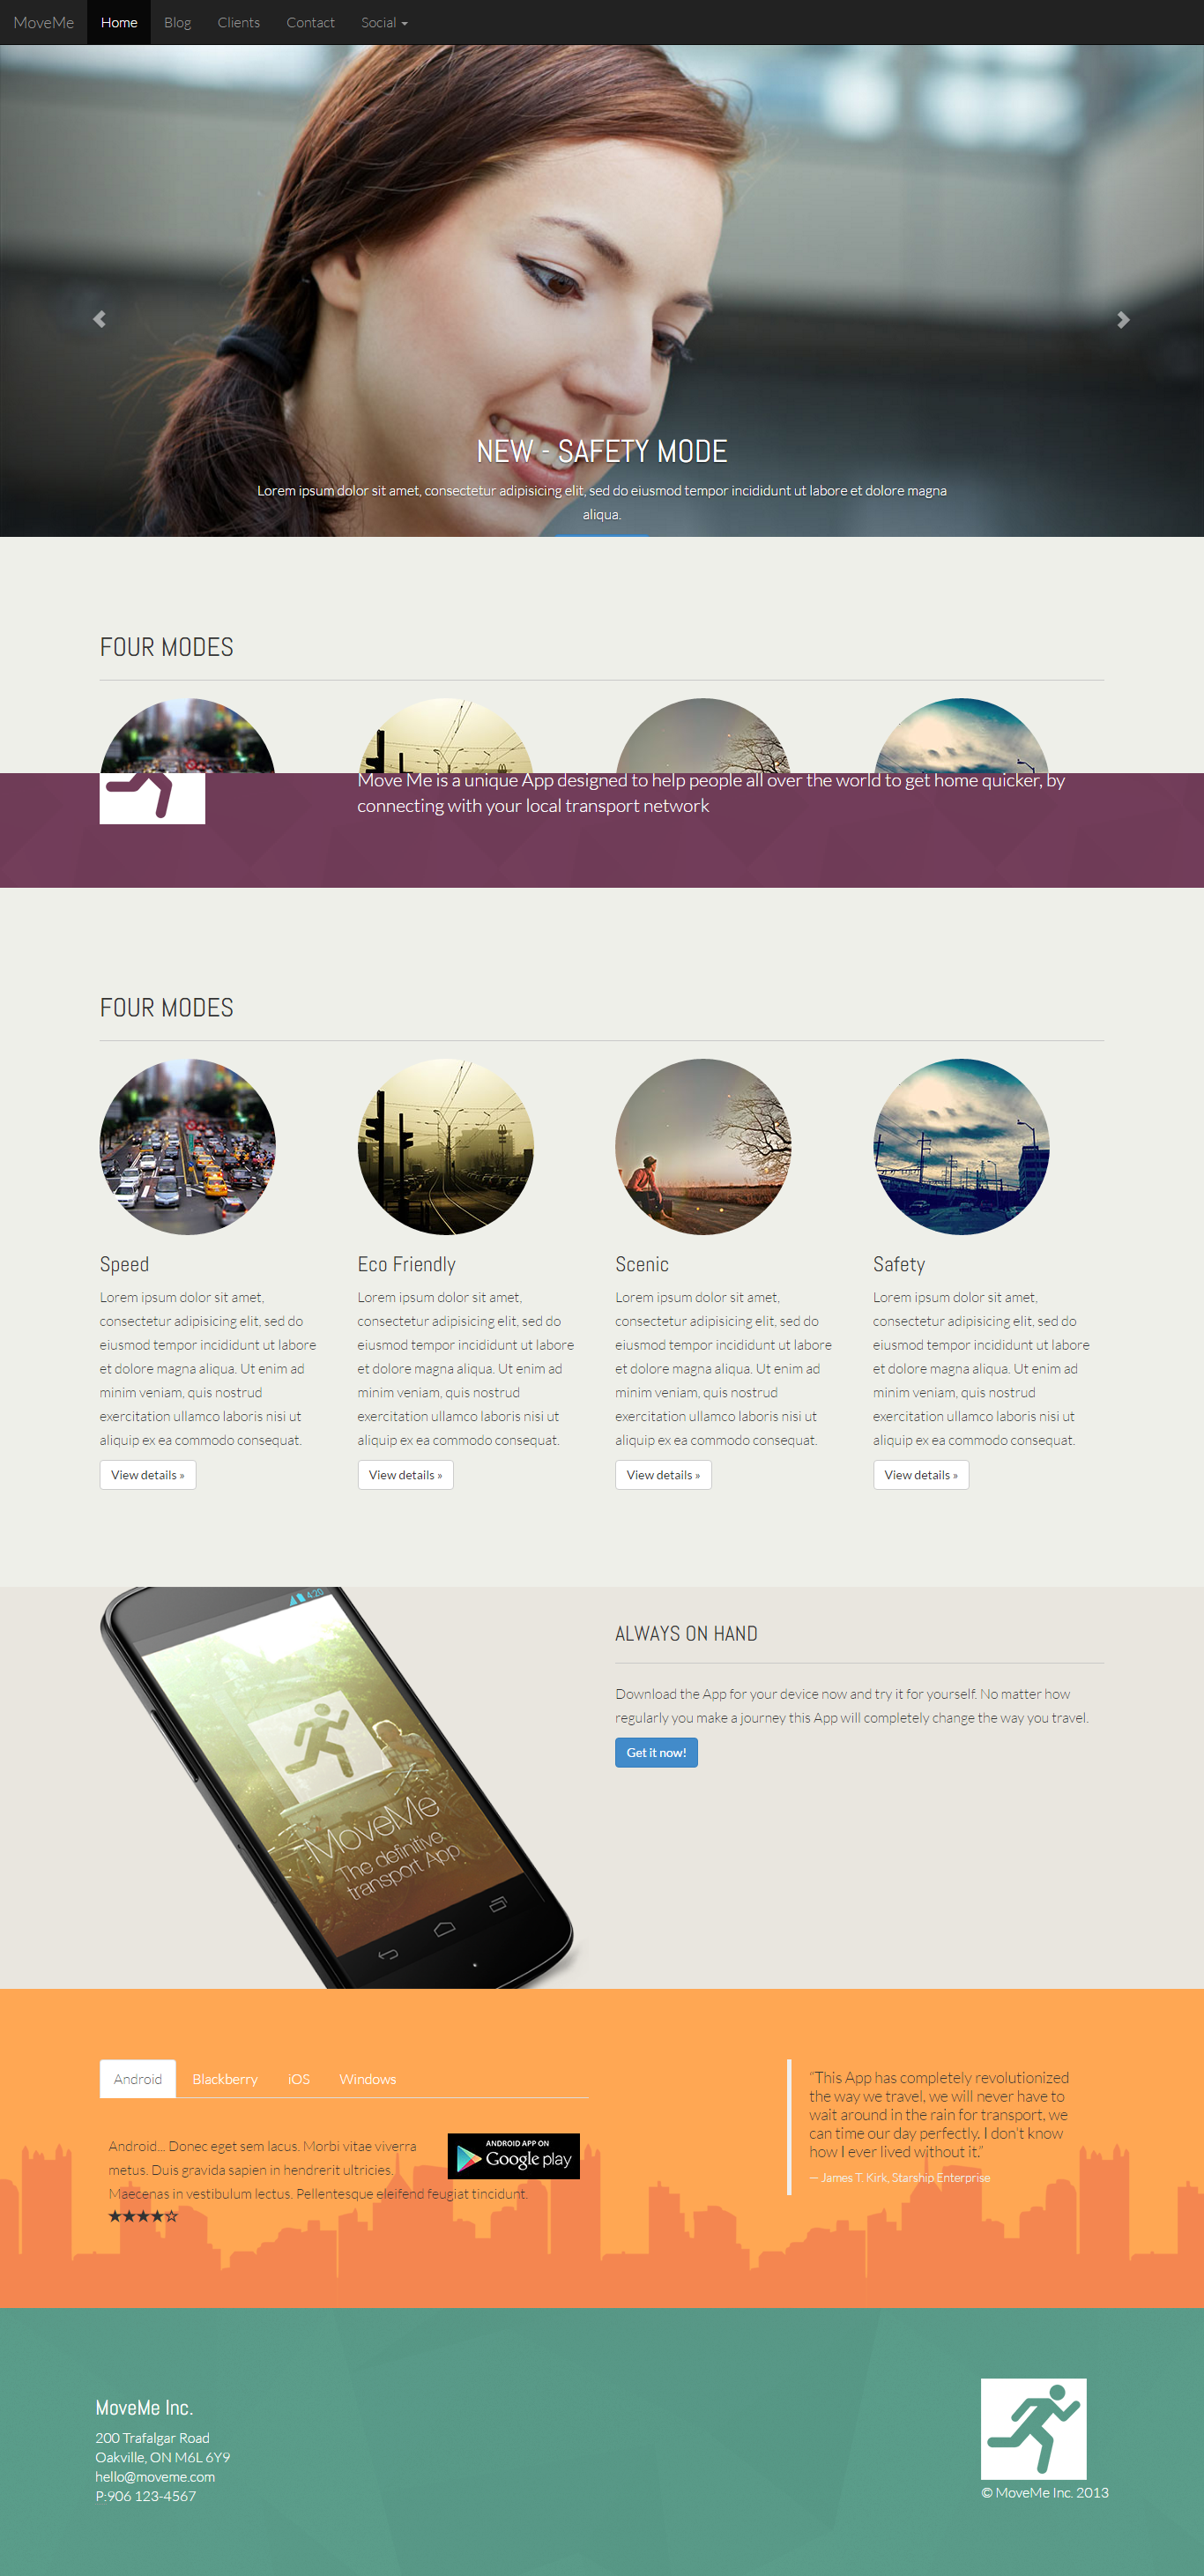 MoveMe Home Blog Clients Contact Social
NEW - SAFETY MODE
Lorem ipsum dolor sit amet, consectetur adipisicing elit, sed do eiusmod tempor incididunt ut labore et dolore magna
aliqua.
FOUR MODES
Move Me is a unique App designed to help people all over the world to get home quicker, by
connecting with your local transport network
FOUR MODES
Speed
Lorem ipsum dolor sit amet,
consectetur adipisicing elit, sed do
eiusmod tempor incididunt ut labore
et dolore magna aliqua. Ut enim ad
minim veniam, quis nostrud
exercitation ullamco laboris nisi ut
aliquip ex ea commodo consequat.
View details »
Eco Friendly
Lorem ipsum dolor sit amet,
consectetur adipisicing elit, sed do
eiusmod tempor incididunt ut labore
et dolore magna aliqua. Ut enim ad
minim veniam, quis nostrud
exercitation ullamco laboris nisi ut
aliquip ex ea commodo consequat.
View details »
Scenic
Lorem ipsum dolor sit amet,
consectetur adipisicing elit, sed do
eiusmod tempor incididunt ut labore
et dolore magna aliqua. Ut enim ad
minim veniam, quis nostrud
exercitation ullamco laboris nisi ut
aliquip ex ea commodo consequat.
View details »
Safety
Lorem ipsum dolor sit amet,
consectetur adipisicing elit, sed do
eiusmod tempor incididunt ut labore
et dolore magna aliqua. Ut enim ad
minim veniam, quis nostrud
exercitation ullamco laboris nisi ut
aliquip ex ea commodo consequat.
View details »
4:20
MoveMe
The definitive
transport App
ALWAYS ON HAND
Download the App for your device now and try it for yourself. No matter how
regularly you make a journey this App will completely change the way you travel.
Get it now!
Android Blackberry iOS Windows
Android... Donec eget sem lacus. Morbi vitae viverra
metus. Duis gravida sapien in hendrerit ultricies.
Maecenas in vestibulum lectus. Pellentesque eleifend feugiat tincidunt.
★★★★☆
ANDROID APP ON
Google play
“This App has completely revolutionized
the way we travel, we will never have to
wait around in the rain for transport, we
can time our day perfectly. I don't know
how I ever lived without it.”
— James T. Kirk, Starship Enterprise
MoveMe Inc.
200 Trafalgar Road
Oakville, ON M6L 6Y9
hello@moveme.com
P:906 123-4567
© MoveMe Inc. 2013